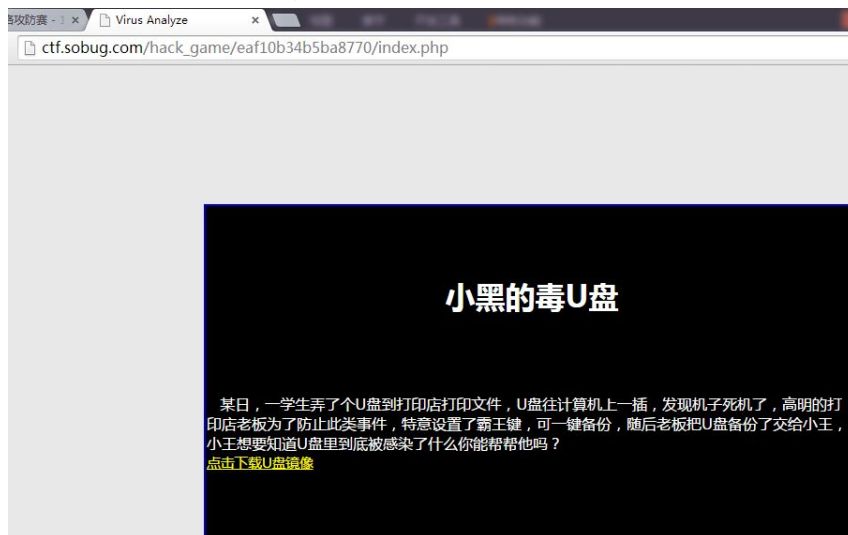 络攻防赛 - 1 × Virus Analyze ×
ctf.sobug.com/hack_game/eaf10b34b5ba8770/index.php
小黑的毒U盘
某日，一学生弄了个U盘到打印店打印文件，U盘往计算机上一插，发现机子死机了，高明的打
印店老板为了防止此类事件，特意设置了霸王键，可一键备份，随后老板把U盘备份了交给小王，
小王想要知道U盘里到底被感染了什么你能帮帮他吗？
点击下载U盘镜像